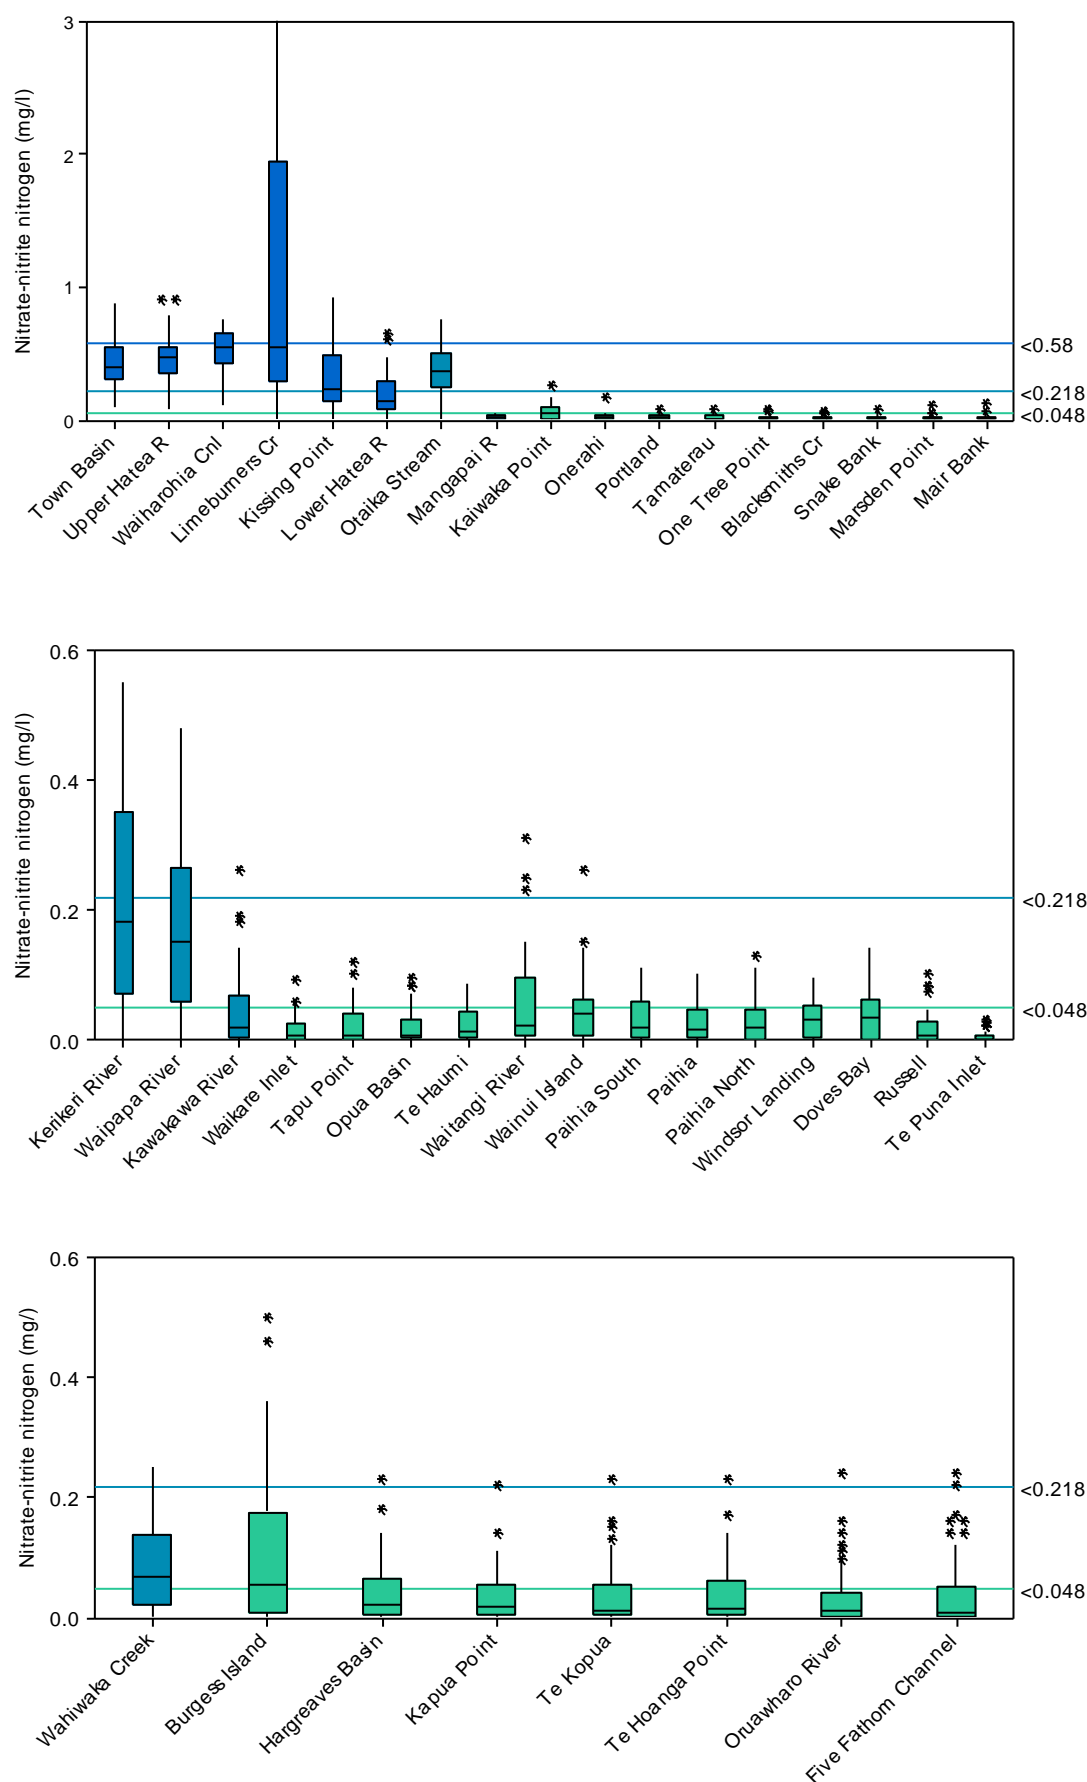 Nitrate-nitrite nitrogen (mg/l)
3
2
1
0
<0.58
<0.218
<0.048
Town Basin
Upper Hatea R
Waiharohia Cnl
Limeburners Cr
Kissing Point
Lower Hatea R
Otaika Stream
Mangapai R
Kaiwaka Point
Onerahi
Portland
Tamaterau
One Tree Point
Blacksmiths Cr
Snake Bank
Marsden Point
Mair Bank
Nitrate-nitrite nitrogen (mg/l)
0.6
0.4
0.2
0.0
<0.218
<0.048
Kerikeri River
Waipapa River
Kawakawa River
Waikare Inlet
Tapu Point
Opua Basin
Te Haumi
Waitangi River
Wainui Island
Paihia South
Paihia
Paihia North
Windsor Landing
Doves Bay
Russell
Te Puna Inlet
Nitrate-nitrite nitrogen (mg/)
0.6
0.4
0.2
0.0
<0.218
<0.048
Wahiwaka Creek
Burgess Island
Hargreaves Basin
Kapua Point
Te Kopua
Te Hoanga Point
Oruawharo River
Five Fathom Channel